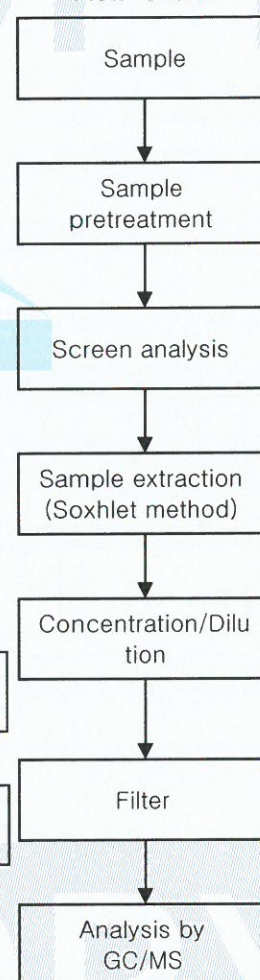 Sample
Sample
pretreatment
Screen analysis
Sample extraction
(Soxhlet method)
Concentration/Dilu
tion
Filter
Analysis by
GC/MS